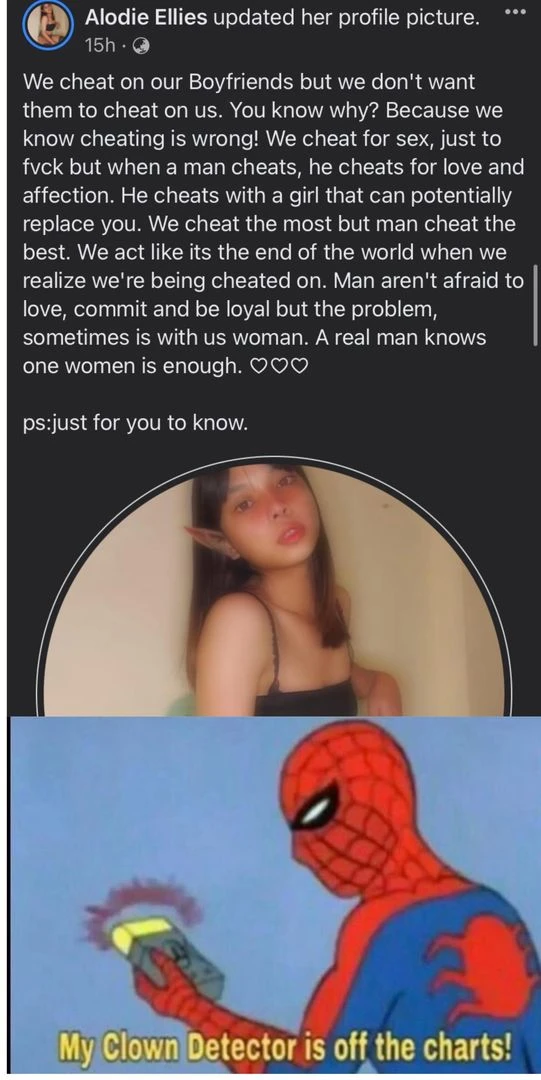 Alodie Ellies updated her profile picture.
15h ·
We cheat on our Boyfriends but we don't want
them to cheat on us. You know why? Because we
know cheating is wrong! We cheat for sex, just to
fvck but when a man cheats, he cheats for love and
affection. He cheats with a girl that can potentially
replace you. We cheat the most but man cheat the
best. We act like its the end of the world when we
realize we're being cheated on. Man aren't afraid to
love, commit and be loyal but the problem,
sometimes is with us woman. A real man knows
one women is enough. ♡♡♡
ps:just for you to know.
My Clown Detector is off the charts!